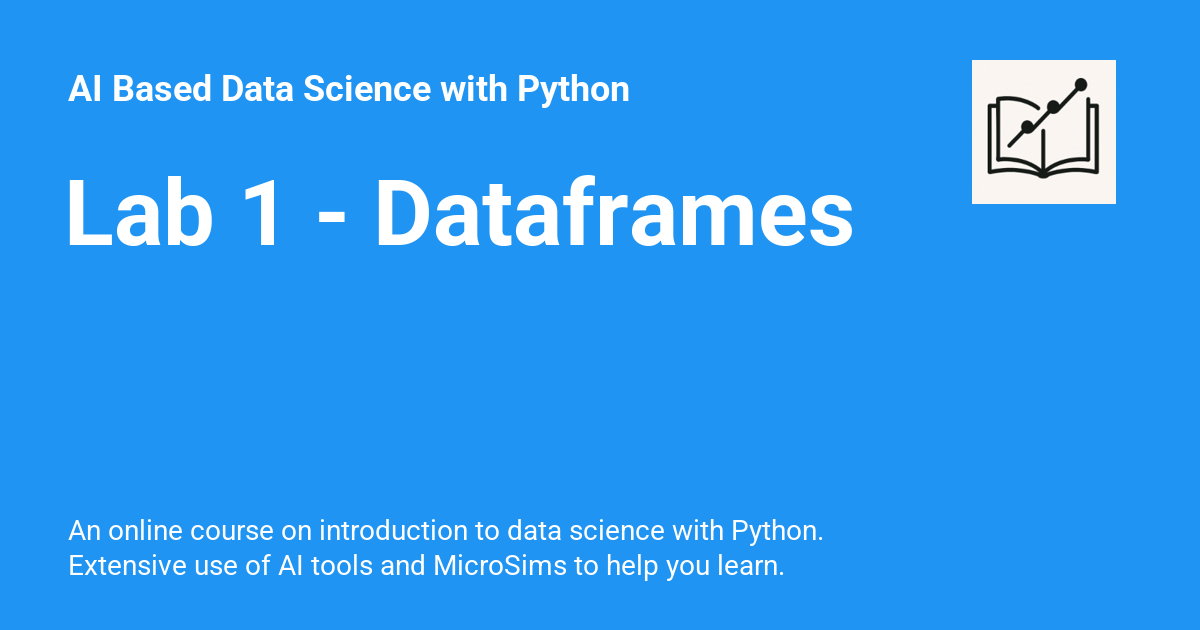 AI Based Data Science with Python
Lab 1 - Dataframes
An online course on introduction to data science with Python.
Extensive use of AI tools and MicroSims to help you learn.